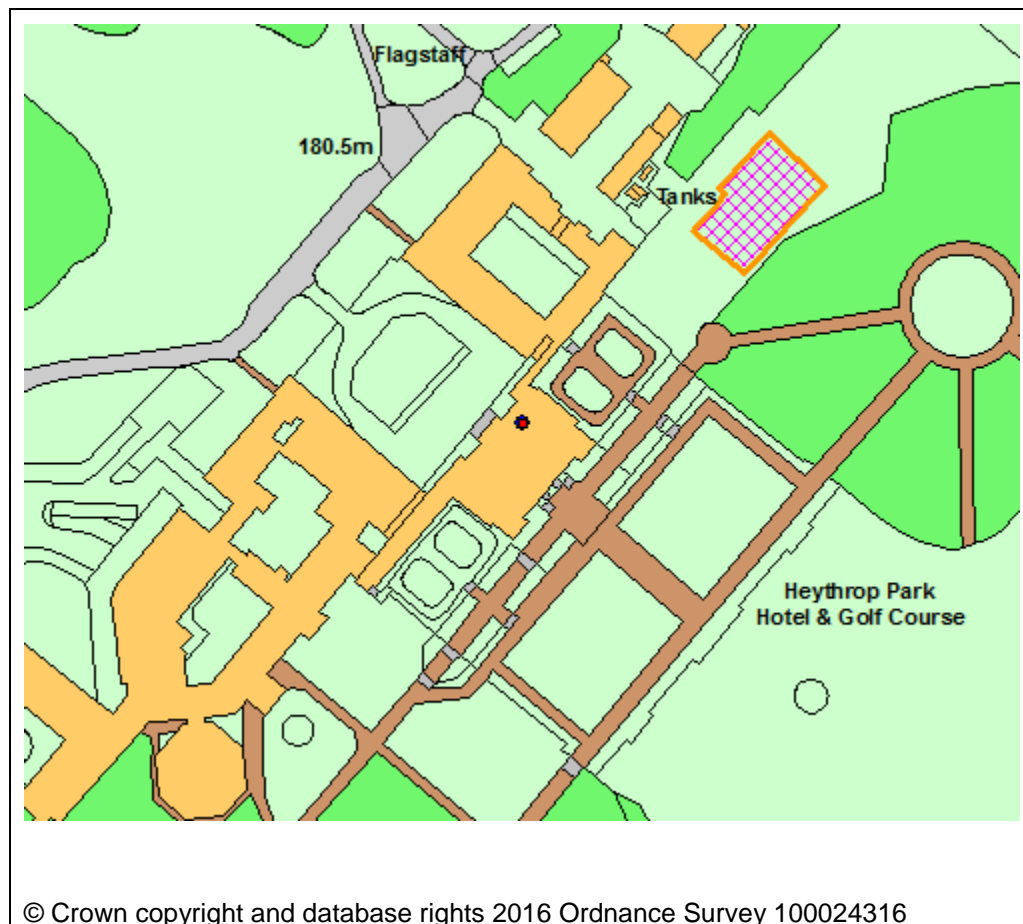 Flagstaff
180.5m
Tanks
Heythrop Park
Hotel & Golf Course
© Crown copyright and database rights 2016 Ordnance Survey 100024316